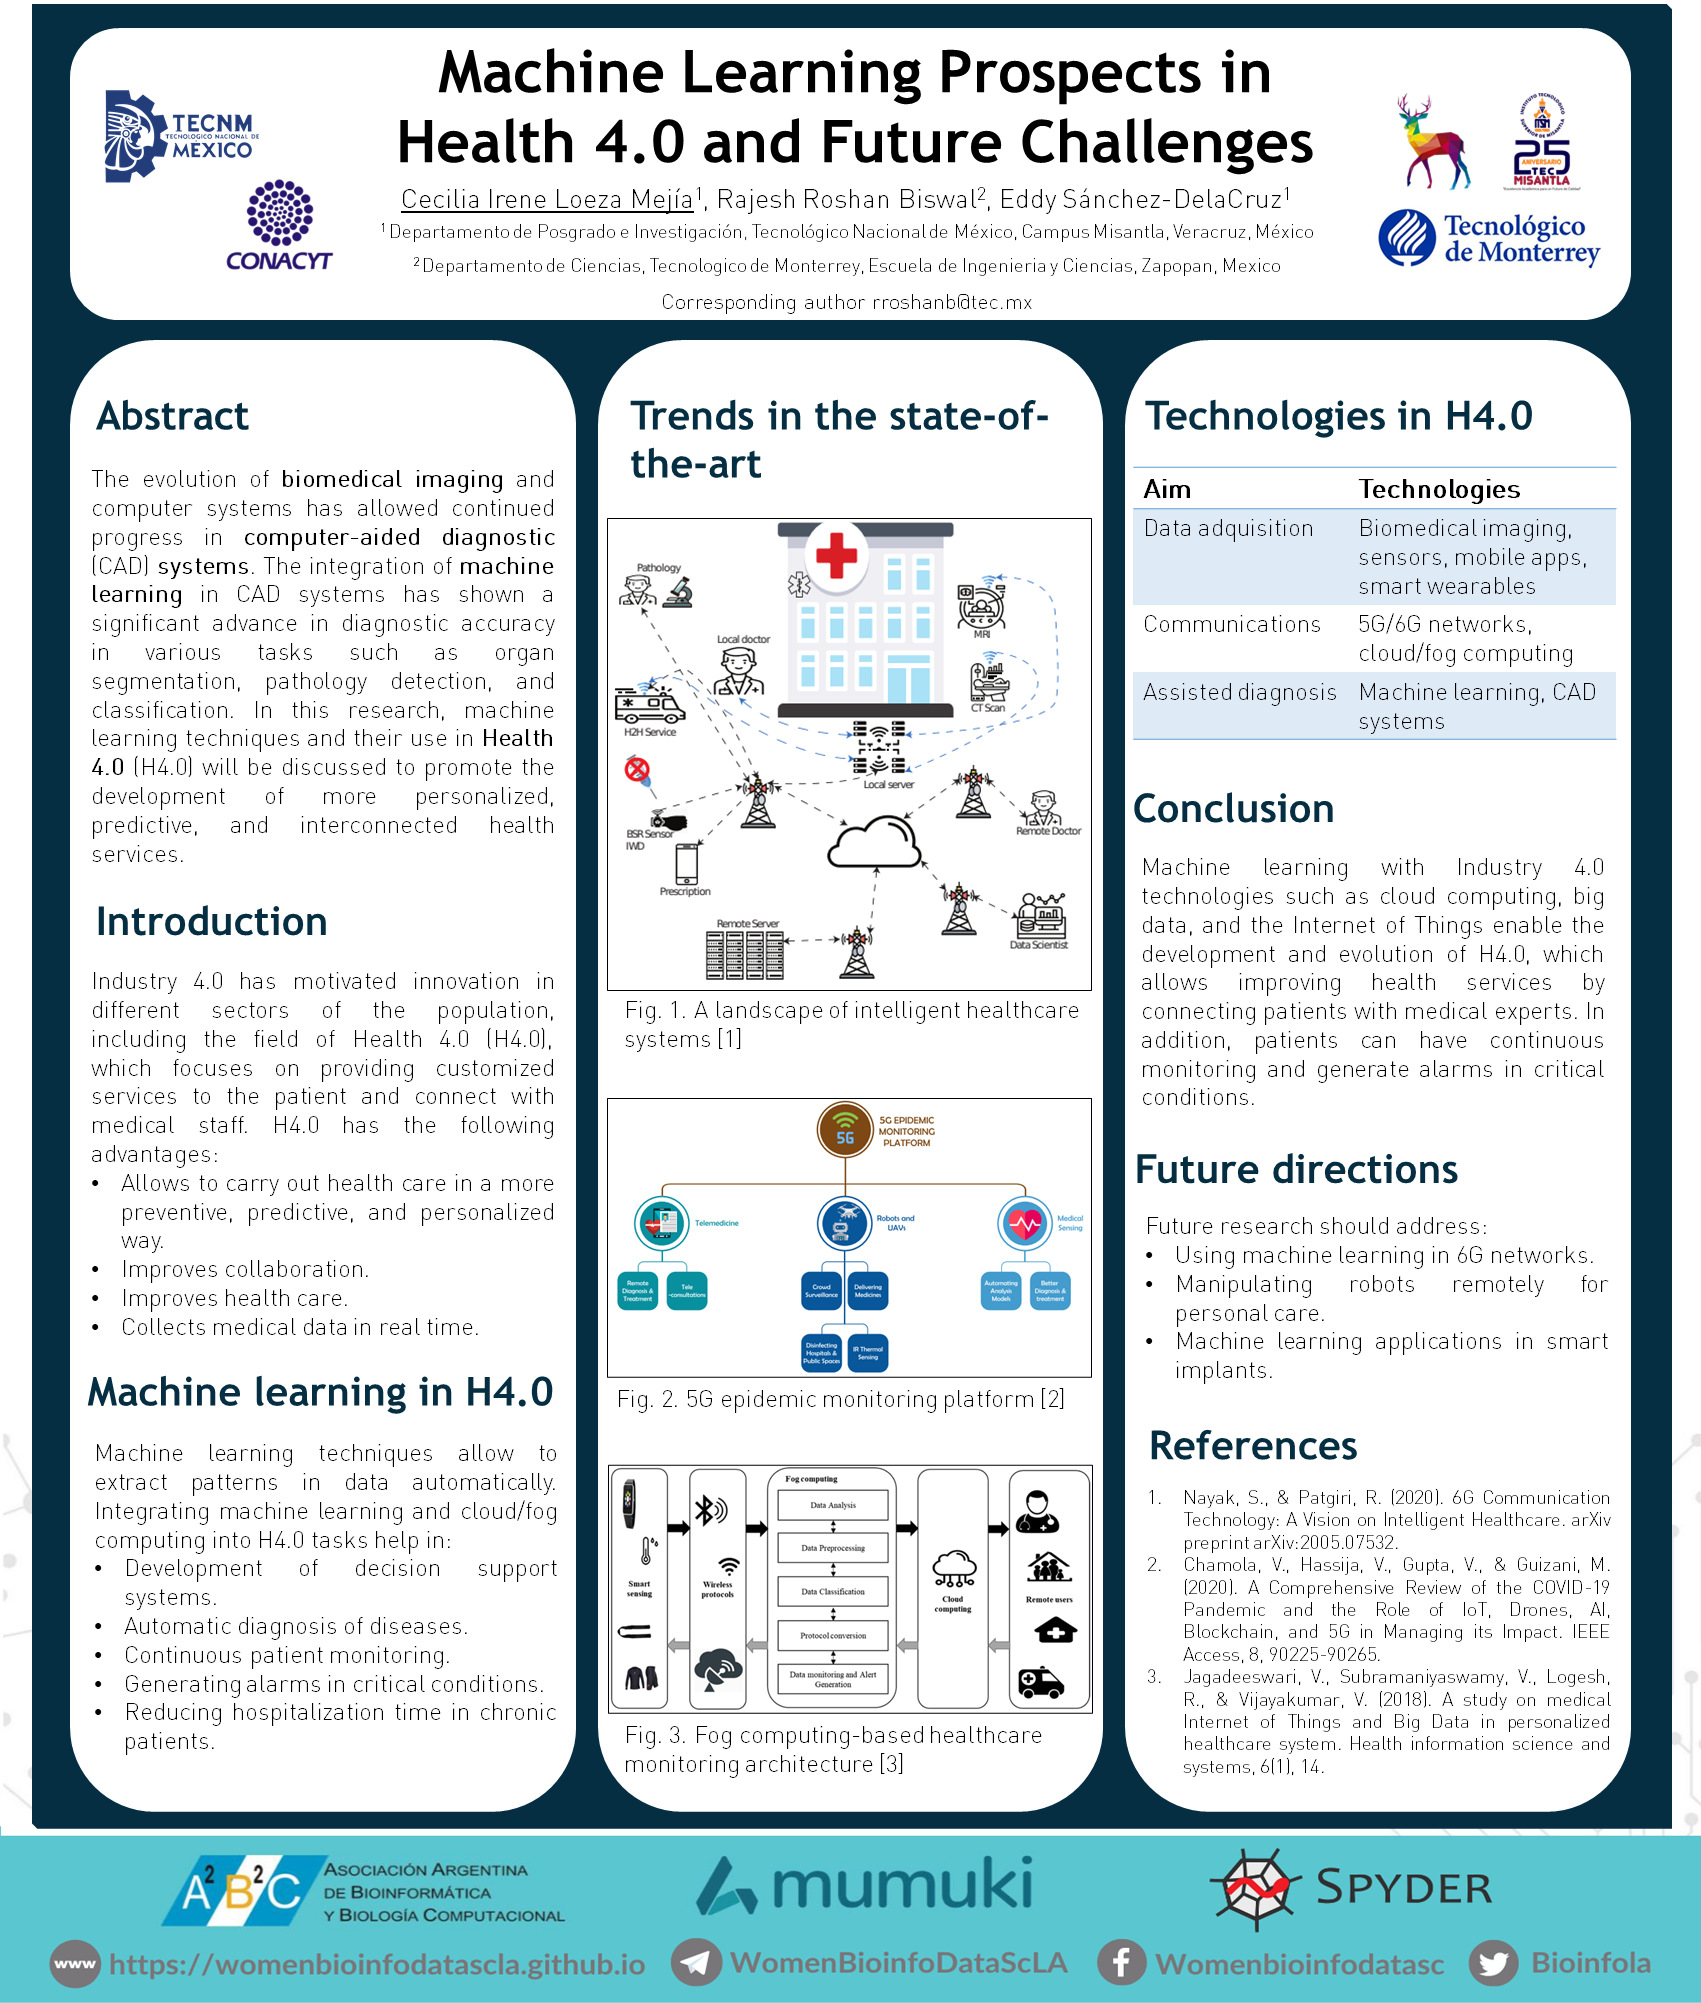 Machine Learning Prospects in
Health 4.0 and Future Challenges
Cecilia Irene Loeza Mejía1, Rajesh Roshan Biswal2, Eddy Sánchez-DelaCruz1
1 Departamento de Posgrado e Investigación, Tecnológico Nacional de México, Campus Misantla, Veracruz, México
2 Departamento de Ciencias, Tecnologico de Monterrey, Escuela de Ingenieria y Ciencias, Zapopan, Mexico
Corresponding author rroshanb@tec.mx
TECNM
TECNOLÓGICO NACIONAL DE
MÉXICO
CONACYT
INSTITUTO TECNOLÓGICO
SUPERIOR DE MISANTLA
ITSM
25
ANIVERSARIO
TEC
MISANTLA
Tecnológico
de Monterrey
Abstract
The evolution of biomedical imaging and
computer systems has allowed continued
progress in computer-aided diagnostic
(CAD) systems. The integration of machine
learning in CAD systems has shown a
significant advance in diagnostic accuracy
in various tasks such as organ
segmentation, pathology detection, and
classification. In this research, machine
learning techniques and their use in Health
4.0 (H4.0) will be discussed to promote the
development of more personalized,
predictive, and interconnected health
services.
Introduction
Industry 4.0 has motivated innovation in
different sectors of the population,
including the field of Health 4.0 (H4.0),
which focuses on providing customized
services to the patient and connect with
medical staff. H4.0 has the following
advantages:
• Allows to carry out health care in a more
preventive, predictive, and personalized
way.
• Improves collaboration.
• Improves health care.
• Collects medical data in real time.
Machine learning in H4.0
Machine learning techniques allow to
extract patterns in data automatically.
Integrating machine learning and cloud/fog
computing into H4.0 tasks help in:
• Development of decision support
systems.
• Automatic diagnosis of diseases.
• Continuous patient monitoring.
• Generating alarms in critical conditions.
• Reducing hospitalization time in chronic
patients.
Trends in the state-of-
the-art
Pathology
Local doctor
MRI
CT Scan
H2H Service
Local server
BSR Sensor
IWD
Remote Doctor
Prescription
Remote Server
Data Scientist
Fig. 1. A landscape of intelligent healthcare
systems [1]
5G
5G EPIDEMIC
MONITORING
PLATFORM
Telemedicine
Robots and
UAVs
Medical
Sensing
Remote
Diagnosis &
Treatment
Tele
-consultations
Crowd
Surveillance
Delivering
Medicines
Automating
Analysis
Models
Better
Diagnosis &
treatment
Disinfecting
Hospitals &
Public Spaces
IR Thermal
Sensing
Fig. 2. 5G epidemic monitoring platform [2]
Fog computing
Data Analysis
Data Preprocessing
Data Classification
Protocol conversion
Data monitoring and Alert
Generation
Smart
sensing
Wireless
protocols
Cloud
computing
Remote users
Fig. 3. Fog computing-based healthcare
monitoring architecture [3]
Technologies in H4.0
Aim Technologies
Data adquisition Biomedical imaging,
sensors, mobile apps,
smart wearables
Communications 5G/6G networks,
cloud/fog computing
Assisted diagnosis Machine learning, CAD
systems
Conclusion
Machine learning with Industry 4.0
technologies such as cloud computing, big
data, and the Internet of Things enable the
development and evolution of H4.0, which
allows improving health services by
connecting patients with medical experts. In
addition, patients can have continuous
monitoring and generate alarms in critical
conditions.
Future directions
Future research should address:
• Using machine learning in 6G networks.
• Manipulating robots remotely for
personal care.
• Machine learning applications in smart
implants.
References
1. Nayak, S., & Patgiri, R. (2020). 6G Communication
Technology: A Vision on Intelligent Healthcare. arXiv
preprint arXiv:2005.07532.
2. Chamola, V., Hassija, V., Gupta, V., & Guizani, M.
(2020). A Comprehensive Review of the COVID-19
Pandemic and the Role of IoT, Drones, AI,
Blockchain, and 5G in Managing its Impact. IEEE
Access, 8, 90225-90265.
3. Jagadeeswari, V., Subramaniyaswamy, V., Logesh,
R., & Vijayakumar, V. (2018). A study on medical
Internet of Things and Big Data in personalized
healthcare system. Health information science and
systems, 6(1), 14.
A2B2C
ASOCIACIÓN ARGENTINA
DE BIOINFORMÁTICA
Y BIOLOGÍA COMPUTACIONAL
mumuki
SPYDER
www https://womenbioinfodatascla.github.io
WomenBioinfoDataScLA
Womenbioinfodatasc
Bioinfola